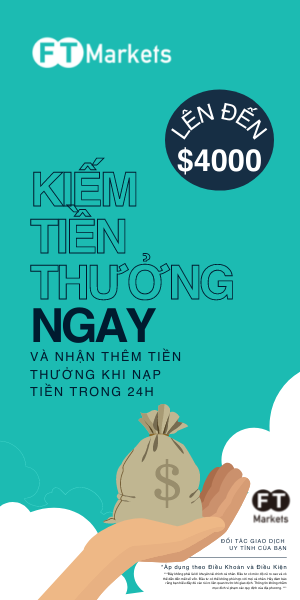 FT Markets
LÊN ĐẾN
$4000
KIẾM
TIỀN
THƯỞNG
NGAY
VÀ NHẬN THÊM TIỀN
THƯỞNG KHI NẠP
TIỀN TRONG 24H
$
FT
Markets
ĐỐI TÁC GIAO DỊCH
UY TÍN CỦA BẠN
*Áp dụng theo Điều Khoản và Điều Kiện